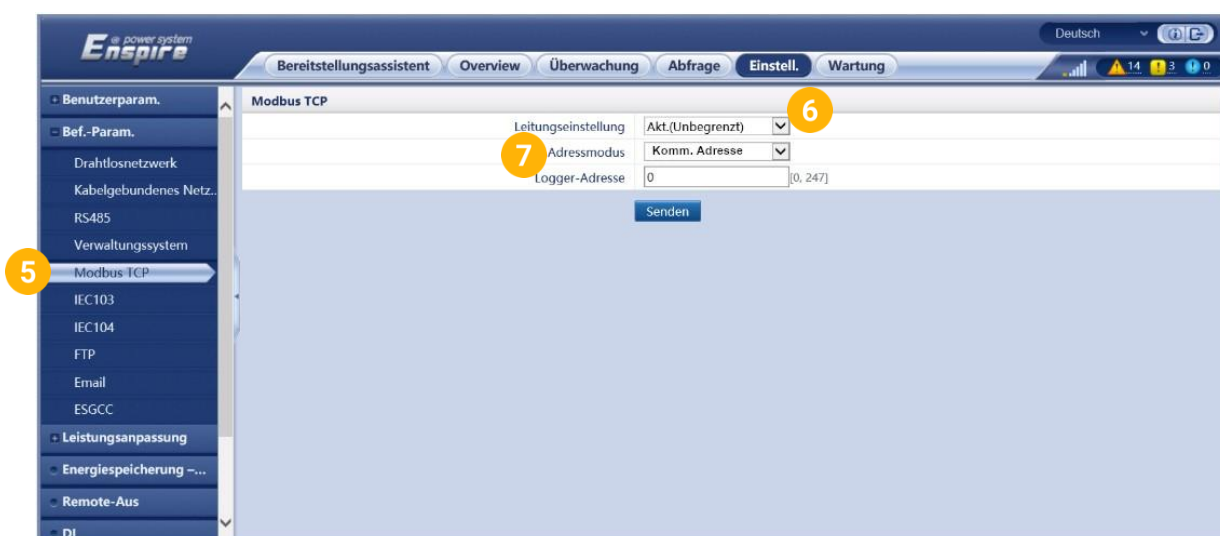 Enspire @ power system
Deutsch
Bereitstellungsassistent Overview Überwachung Abfrage Einstell. Wartung
14 3 0
Benutzerparam.
Modbus TCP
6
Leitungseinstellung Akt.(Unbegrenzt)
Bef.-Param.
7 Adressmodus Komm. Adresse
Drahtlosnetzwerk
Logger-Adresse 0 [0, 247]
Kabelgebundenes Netz..
RS485
Senden
Verwaltungssystem
5 Modbus TCP
IEC103
IEC104
FTP
Email
ESGCC
Leistungsanpassung
Energiespeicherung –...
Remote-Aus
DI